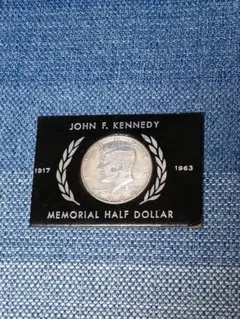 JOHN F. KENNEDY
1917 1963
MEMORIAL HALF DOLLAR